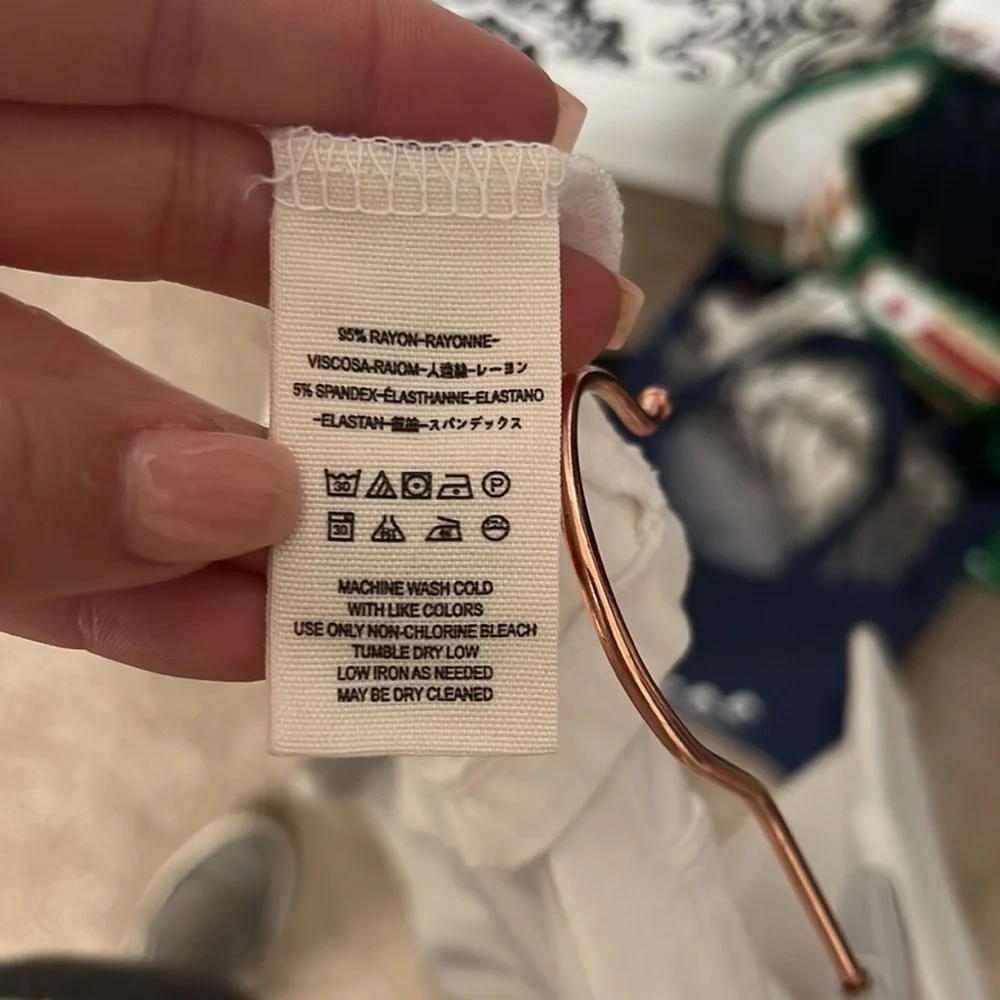 95% RAYON-RAYONNE-
VISCOSA-RAIOM-人造絲-レーヨン
5% SPANDEX-ÉLASTHANNE-ELASTANO
-ELASTAN-スパンデックス
30 P
30
MACHINE WASH COLD
WITH LIKE COLORS
USE ONLY NON-CHLORINE BLEACH
TUMBLE DRY LOW
LOW IRON AS NEEDED
MAY BE DRY CLEANED